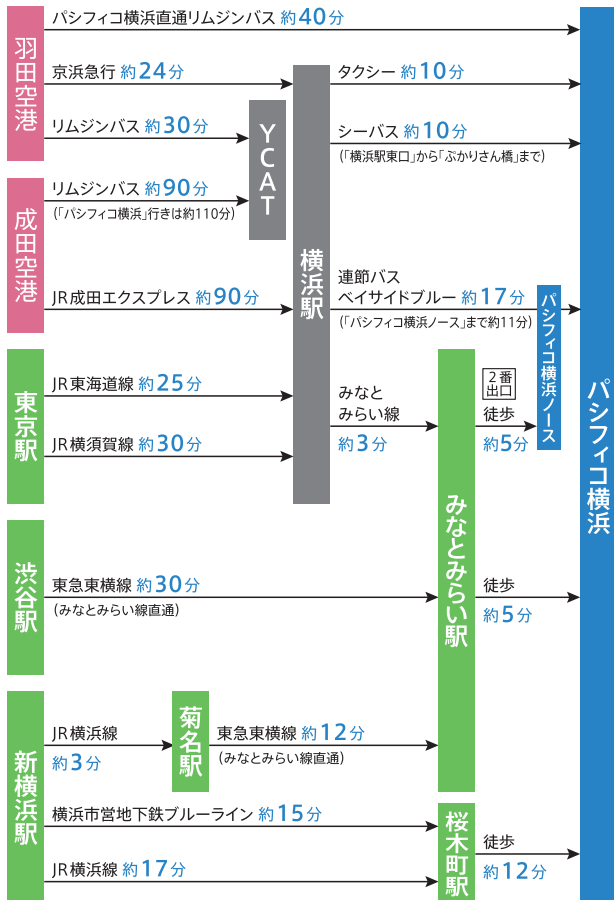 羽田空港
パシフィコ横浜直通リムジンバス 約40分
京浜急行 約24分
リムジンバス 約30分
YCAT
成田空港
リムジンバス 約90分
(「パシフィコ横浜」行きは約110分)
JR成田エクスプレス 約90分
東京駅
JR東海道線 約25分
JR横須賀線 約30分
横浜駅
タクシー 約10分
シーバス 約10分
(「横浜駅東口」から「ぷかりさん橋」まで)
連節バス
ベイサイドブルー 約17分
(「パシフィコ横浜ノース」まで約11分)
みなと
みらい線
約3分
2番
出口
徒歩
約5分
パシフィコ横浜ノース
パシフィコ横浜
渋谷駅
東急東横線 約30分
(みなとみらい線直通)
みなとみらい駅
徒歩
約5分
新横浜駅
JR横浜線
約3分
菊名駅
東急東横線 約12分
(みなとみらい線直通)
横浜市営地下鉄ブルーライン 約15分
JR横浜線 約17分
桜木町駅
徒歩
約12分